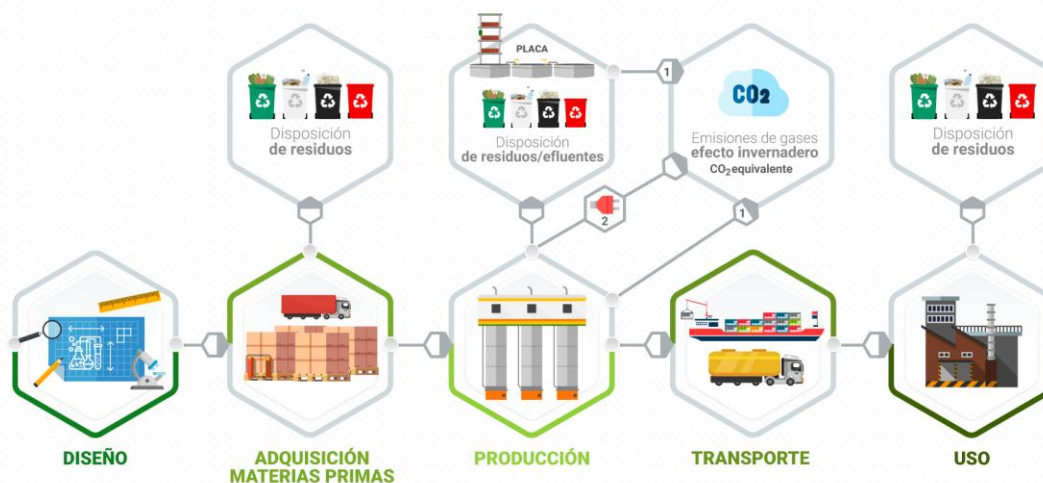 Disposición
de residuos
PLACA
Disposición
de residuos/efluentes
1
CO₂
Emisiones de gases
efecto invernadero
CO₂equivalente
Disposición
de residuos
2
1
DISEÑO
ADQUISICIÓN
MATERIAS PRIMAS
PRODUCCIÓN
TRANSPORTE
USO